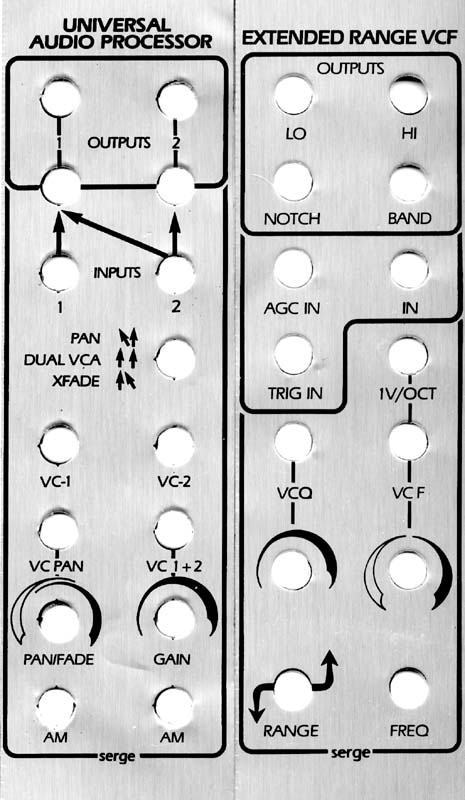 UNIVERSAL
AUDIO PROCESSOR
1 OUTPUTS 2
INPUTS
1 2
PAN
DUAL VCA
XFADE
VC-1 VC-2
VC PAN VC 1+2
PAN/FADE GAIN
AM AM
serge
EXTENDED RANGE VCF
OUTPUTS
LO HI
NOTCH BAND
AGC IN IN
TRIG IN 1V/OCT
VCQ VC F
RANGE FREQ
serge